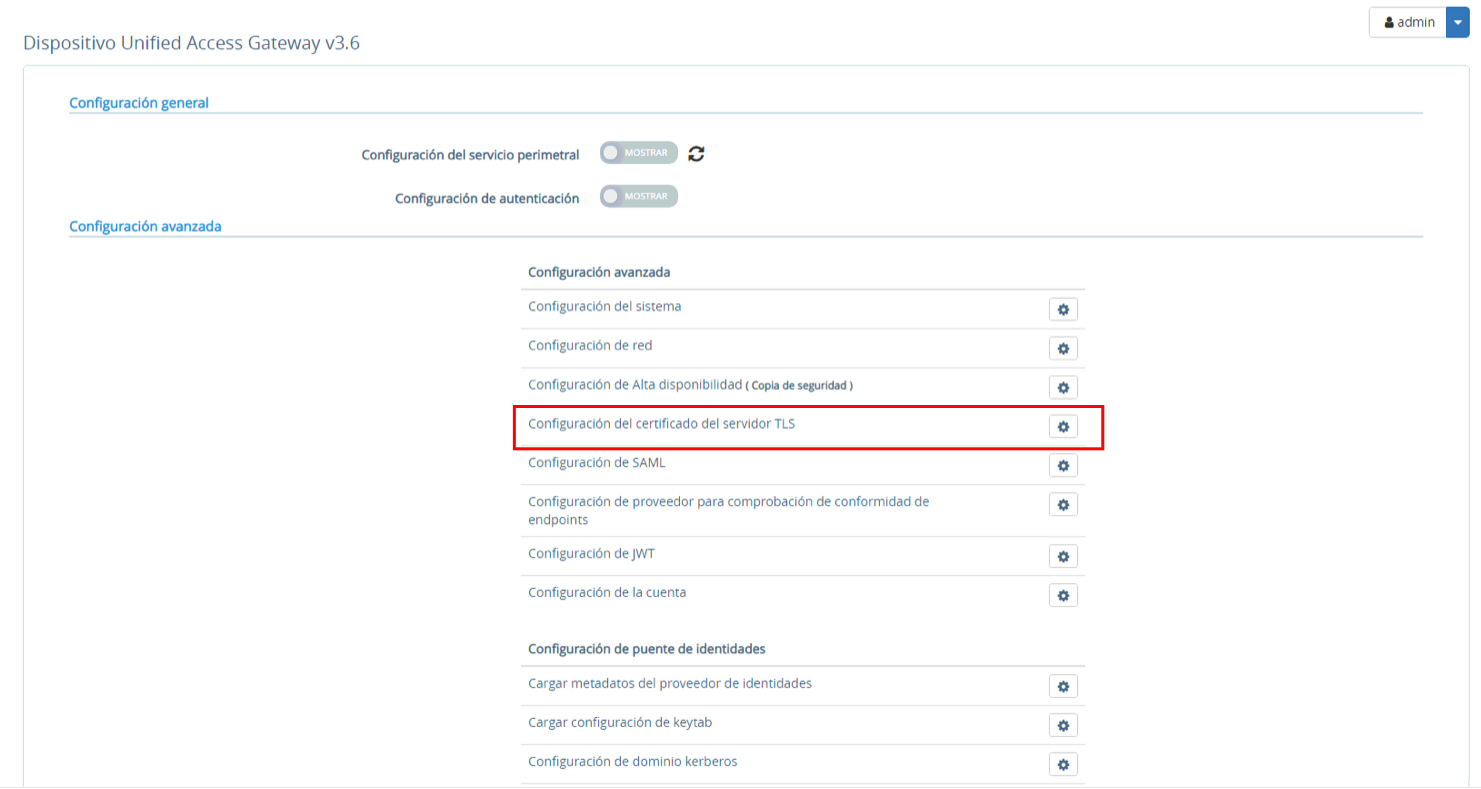 admin
Dispositivo Unified Access Gateway v3.6
Configuración general
Configuración del servicio perimetral MOSTRAR
Configuración de autenticación MOSTRAR
Configuración avanzada
Configuración avanzada
Configuración del sistema
Configuración de red
Configuración de Alta disponibilidad ( Copia de seguridad )
Configuración del certificado del servidor TLS
Configuración de SAML
Configuración de proveedor para comprobación de conformidad de
endpoints
Configuración de JWT
Configuración de la cuenta
Configuración de puente de identidades
Cargar metadatos del proveedor de identidades
Cargar configuración de keytab
Configuración de dominio kerberos